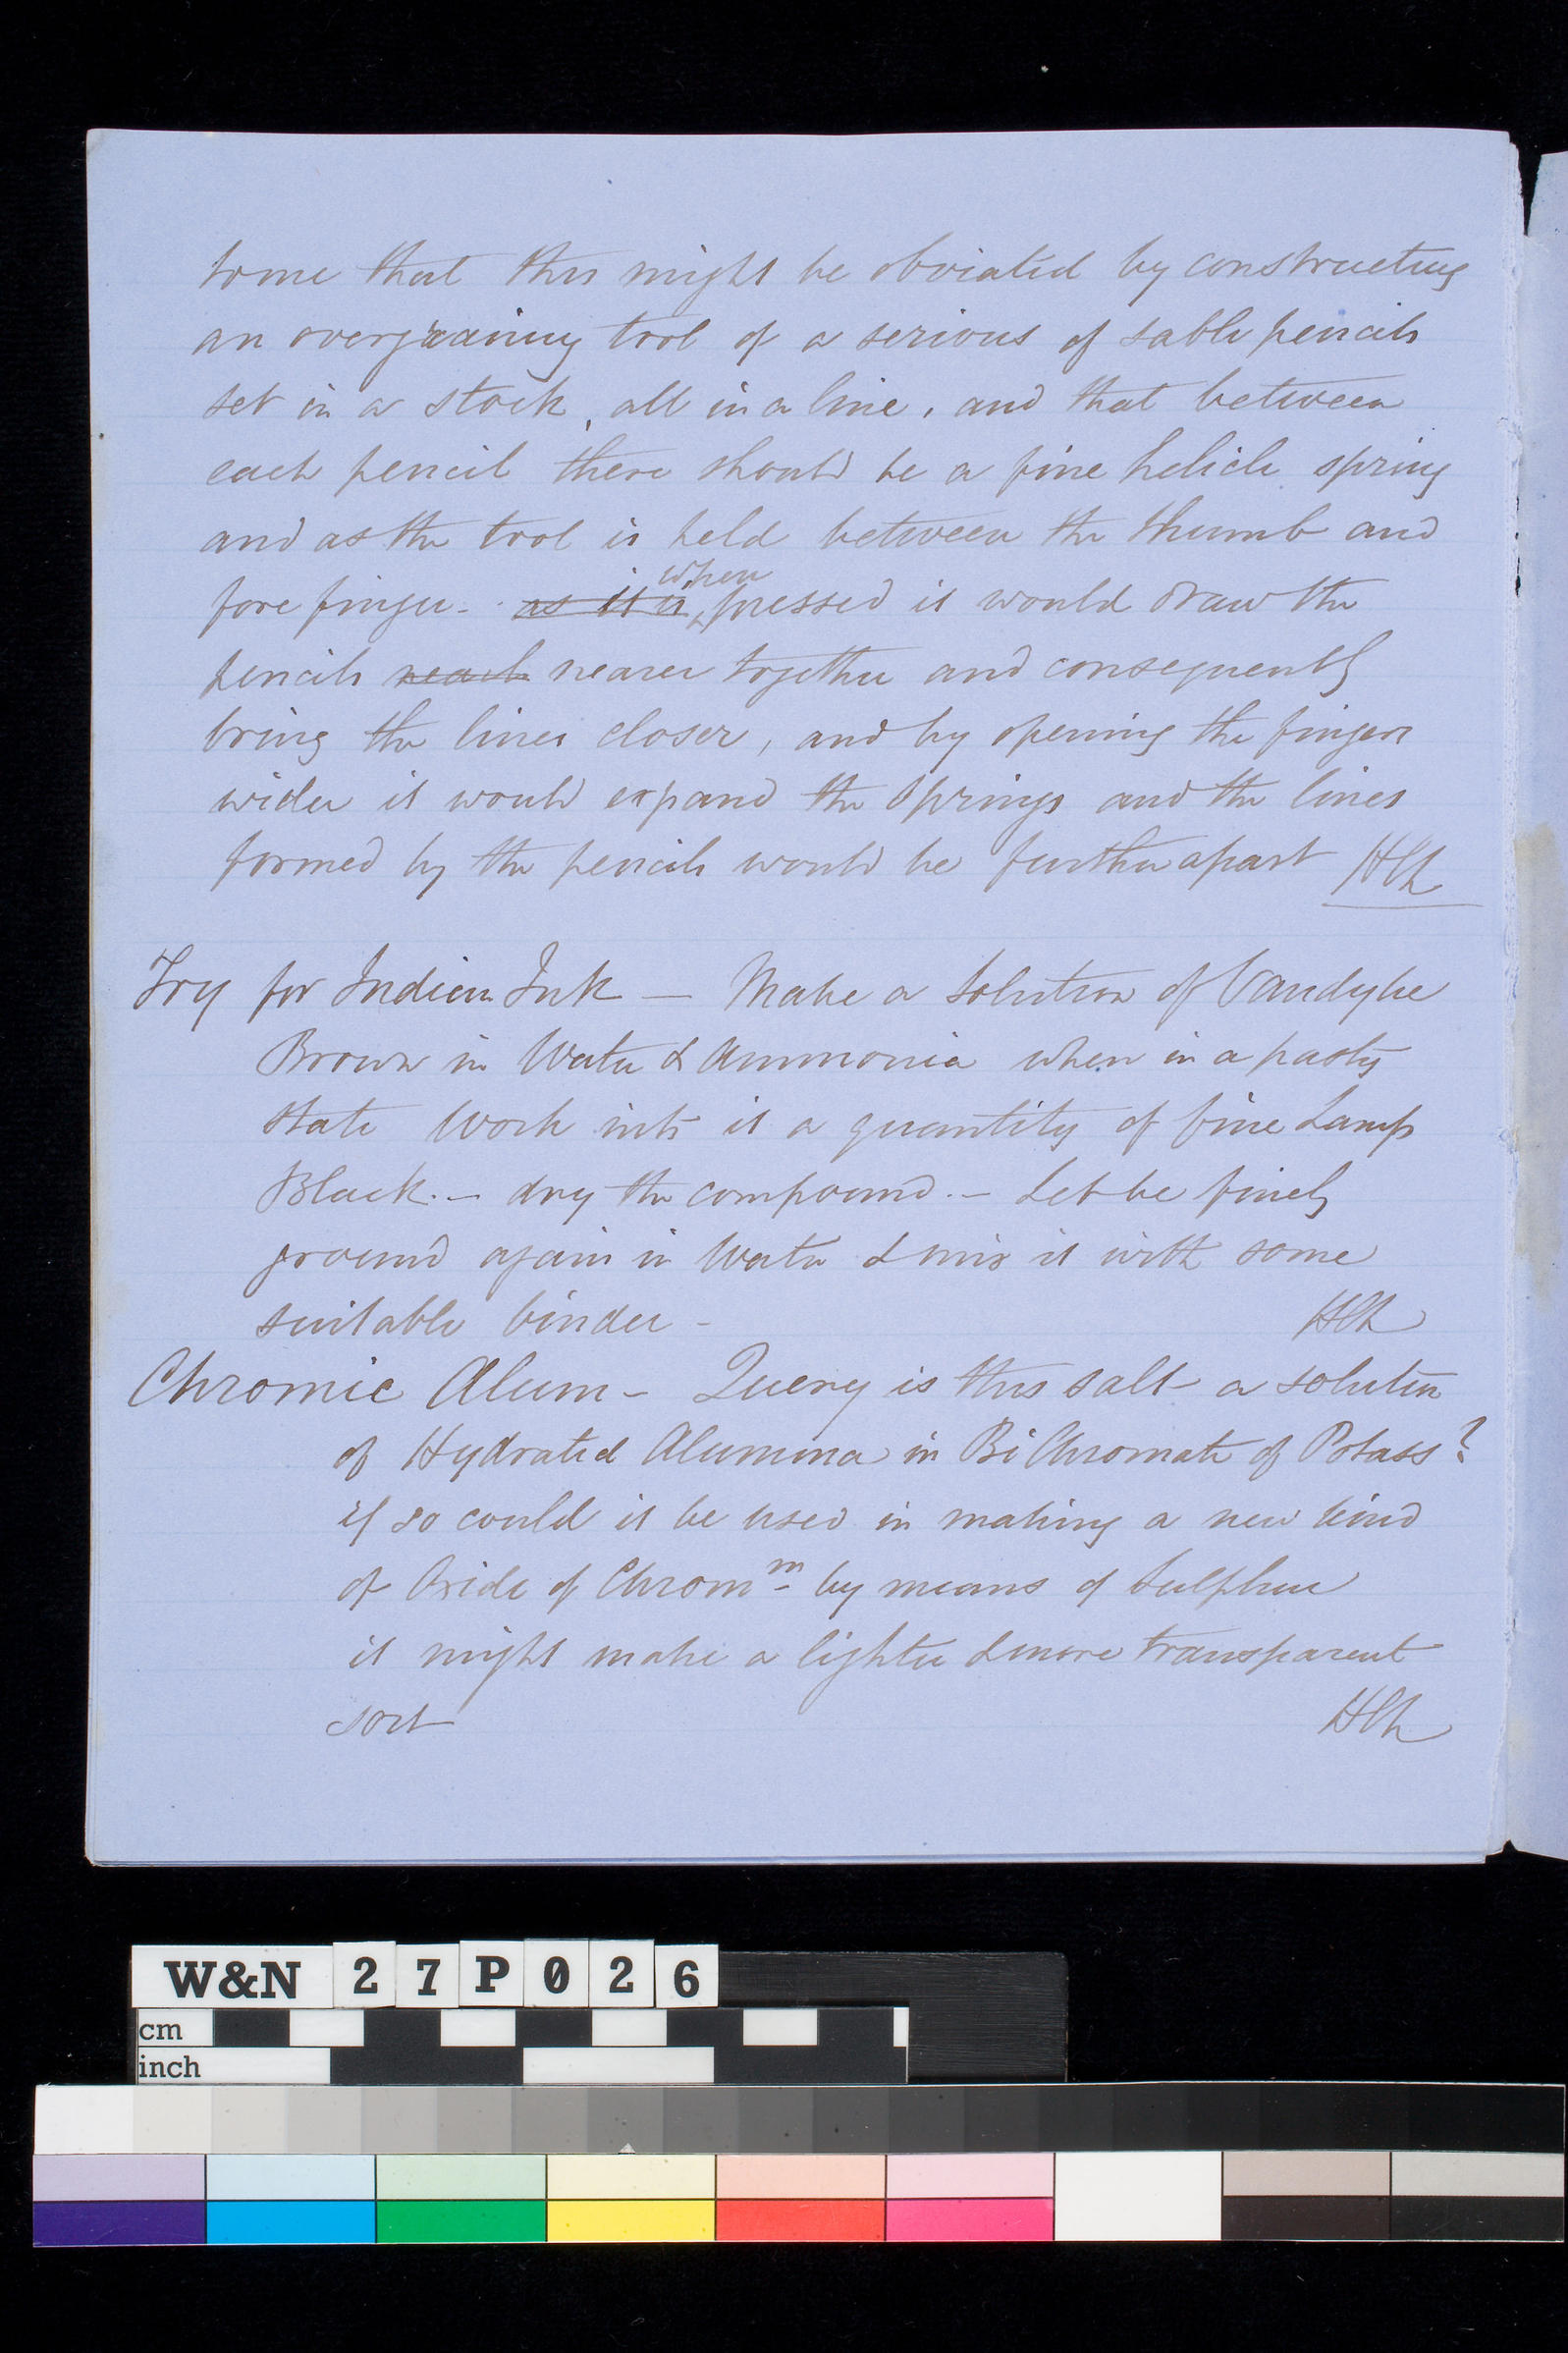 to me that this might be obviated by constructing
an overgraining tool of a serious of sable pencils
set in a stock, all in a line, and that between
each pencil there should be a fine helicle spring
and as the tool is held between the thumb and
fore finger - as it is when pressed it would draw the
pencils neach nearer together and consequently
bring the lines closer, and by opening the fingers
wider it would expand the springs and the lines
formed by the pencils would be further apart
Try for Indian Ink — Make a Solution of Vandyke
Brown in Water & Ammonia when in a pasty
state Work into it a quantity of fine Lamp
Black. — dry the compound. — Let be finely
ground again in Water & mix it with some
suitable binder -
Chromic Alum - Query is this salt a solution
of Hydrated Alumina in BiChromate of Potass?
if so could it be used in making a new kind
of Oxide of Chromm by means of Sulphur
it might make a lighter & more transparent
sort
W&N 27P026
cm
inch